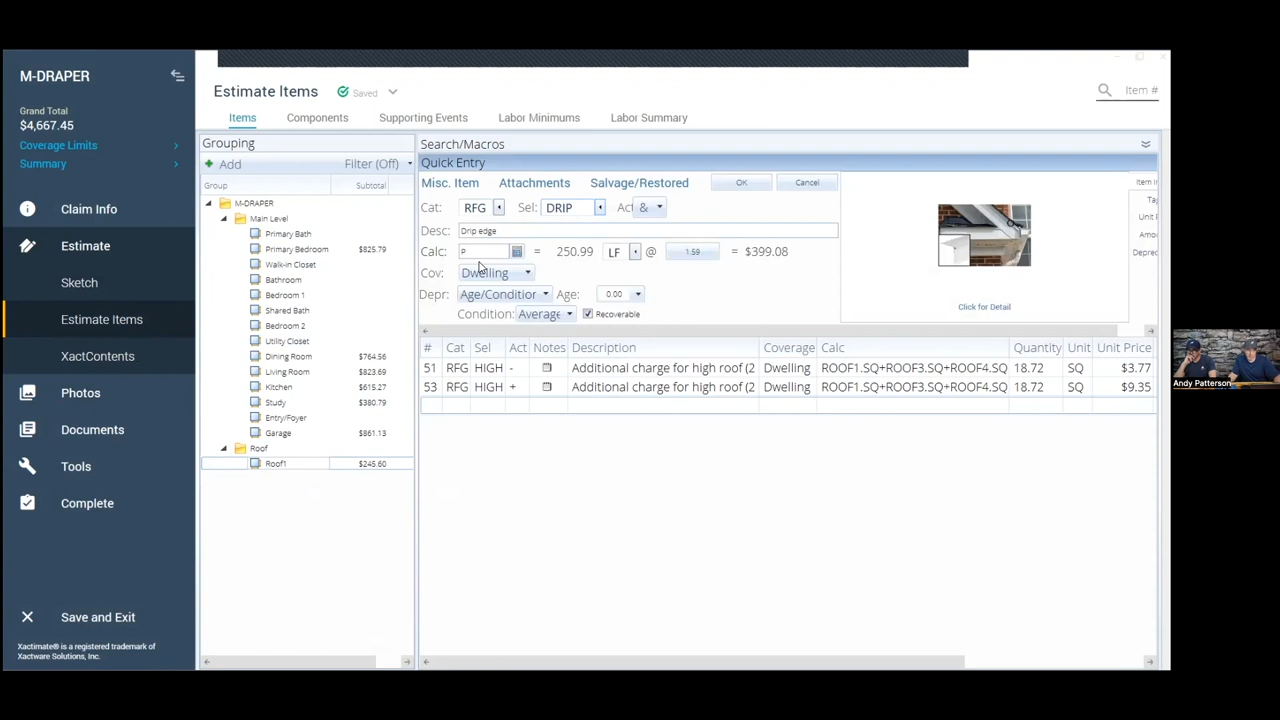 M-DRAPER
Grand Total
$4,667.45
Coverage Limits
Summary
Claim Info
Estimate
Sketch
Estimate Items
XactContents
Photos
Documents
Tools
Complete
Save and Exit
Xactimate® is a registered trademark of
Xactware Solutions, Inc.
Estimate Items
Saved
Item #
Items
Components
Supporting Events
Labor Minimums
Labor Summary
Grouping
Add
Filter (Off)
Group
Subtotal
M-DRAPER
Main Level
Primary Bath
Primary Bedroom $825.79
Walk-in Closet
Bathroom
Bedroom 1
Shared Bath
Bedroom 2
Utility Closet
Dining Room $764.56
Living Room $823.69
Kitchen $615.27
Study $380.79
Entry/Foyer
Garage $861.13
Roof
Roof1 $245.60
Search/Macros
Quick Entry
Misc. Item Attachments Salvage/Restored OK Cancel
Cat: RFG Sel: DRIP Act &
Desc: Drip edge
Calc: P = 250.99 LF @ 1.59 = $399.08
Cov: Dwelling
Depr: Age/Condition Age: 0.00
Condition: Average Recoverable
Click for Detail
Item in
Tag
Unit P
Amou
Deprec
# Cat Sel Act Notes Description Coverage Calc Quantity Unit Unit Price
51 RFG HIGH - Additional charge for high roof (2 Dwelling ROOF1.SQ+ROOF3.SQ+ROOF4.SQ 18.72 SQ $3.77
53 RFG HIGH + Additional charge for high roof (2 Dwelling ROOF1.SQ+ROOF3.SQ+ROOF4.SQ 18.72 SQ $9.35
Andy Patterson